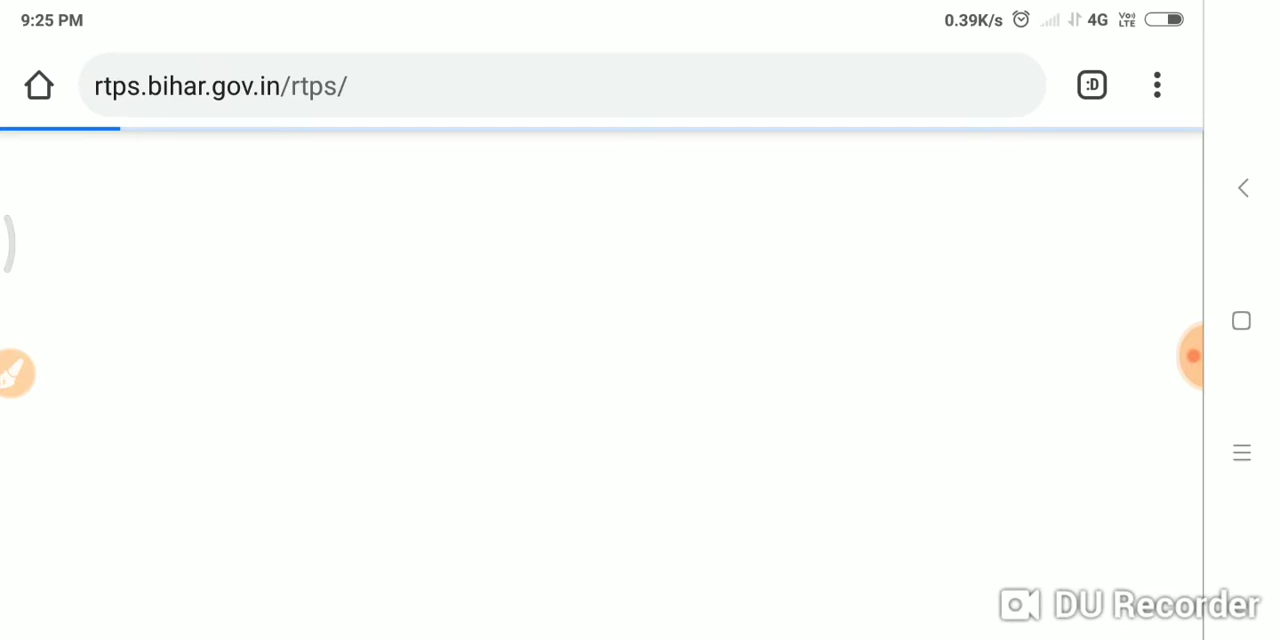 9:25 PM
0.39K/s 4G Vo) LTE
rtps.bihar.gov.in/rtps/
:D
DU Recorder